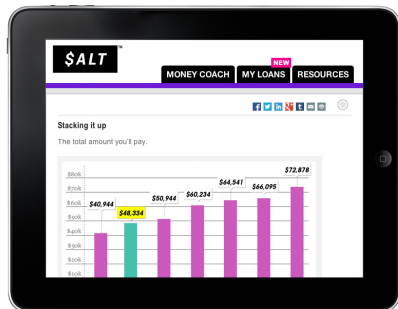 $ALT™
NEW
MONEY COACH MY LOANS RESOURCES
Stacking it up
The total amount you'll pay.
$80k
$70k
$60k
$50k
$40k
$30k
$20k
$10k
$40,944
$48,334
$50,944
$60,234
$64,541
$66,095
$72,878